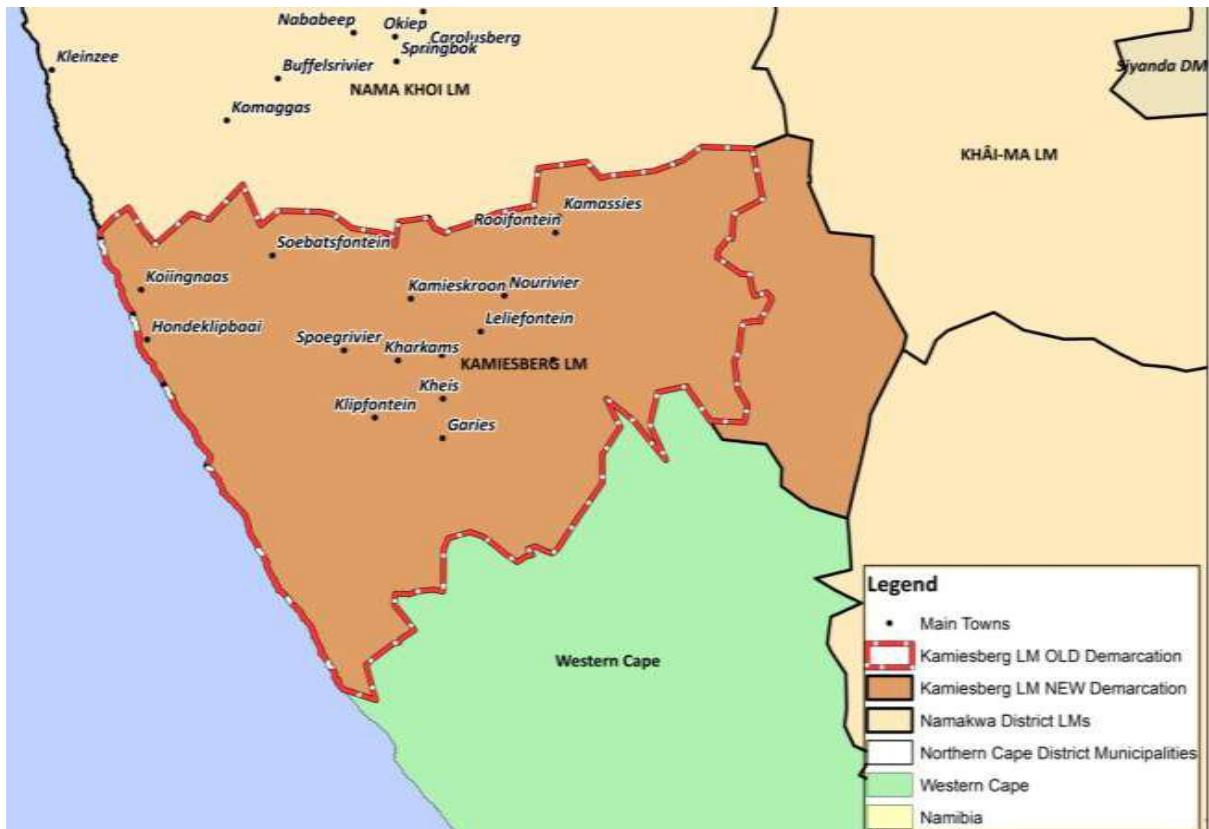 Nababeep
Okiep
Carolusberg
Springbok
Kleinzee
Buffelsrivier
NAMA KHOI LM
Komaggas
Siyanda DM
KHÂI-MA LM
Kamassies
Rooifontein
Soebatsfontein
Koiingnaas
Kamieskroon
Nourivier
Hondeklipbaai
Leliefontein
Spoegrivier
Kharkams
KAMIESBERG LM
Kheis
Klipfontein
Garies
Western Cape
Legend
Main Towns
Kamiesberg LM OLD Demarcation
Kamiesberg LM NEW Demarcation
Namakwa District LMs
Northern Cape District Municipalities
Western Cape
Namibia